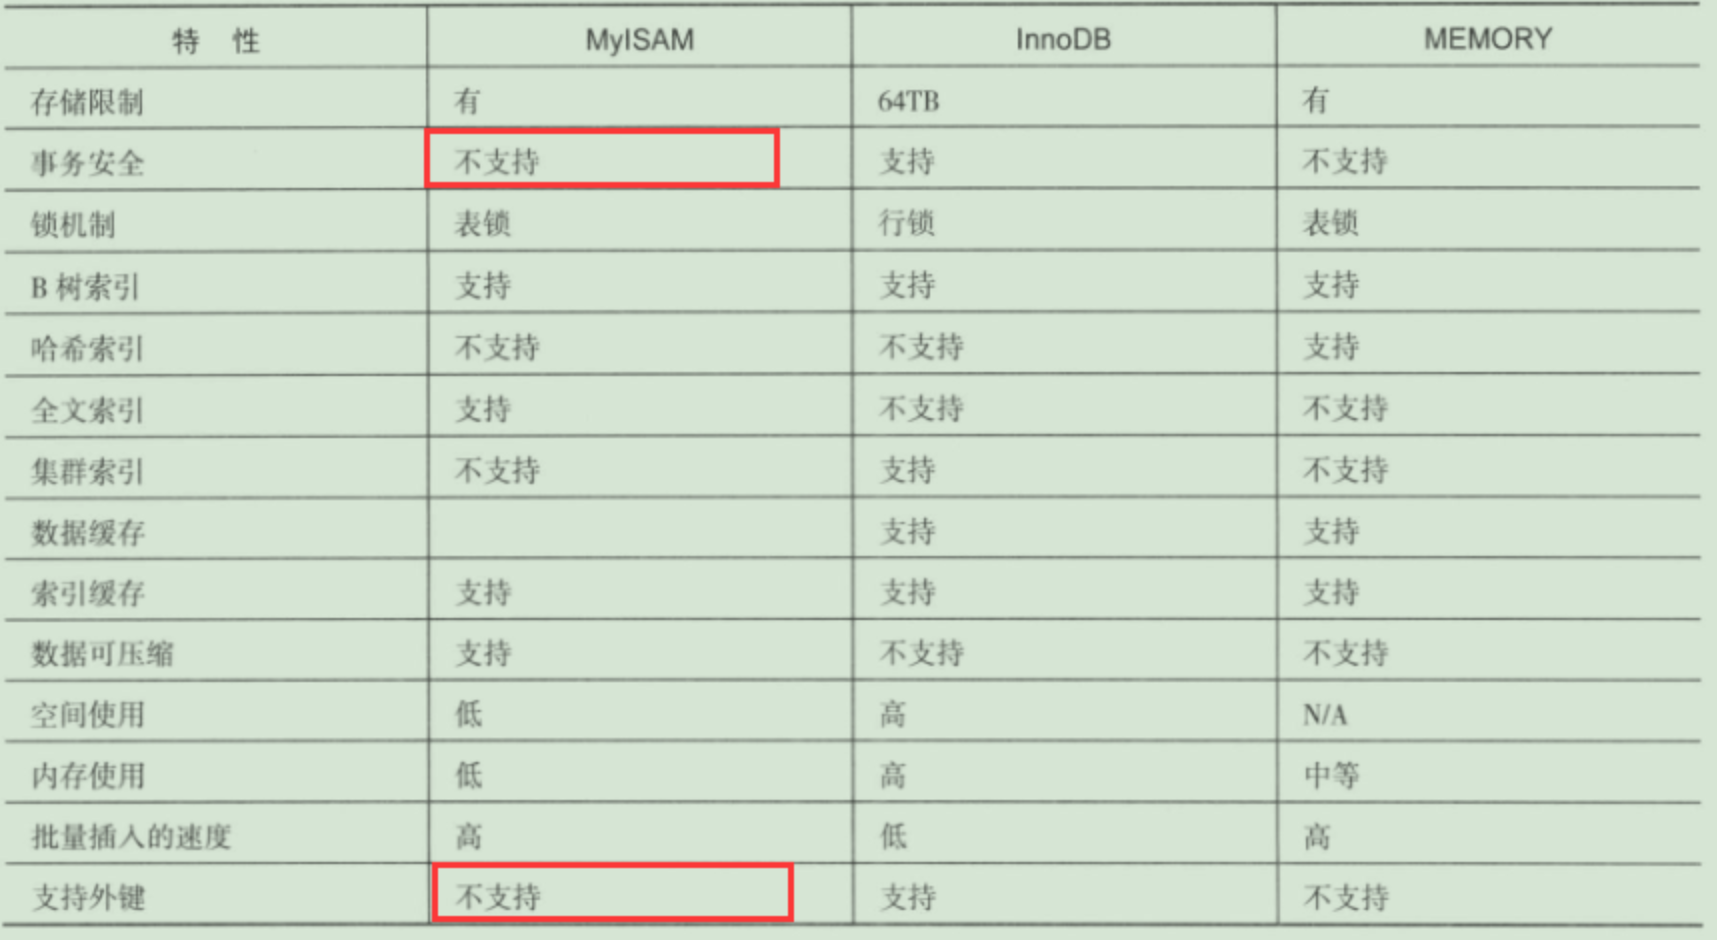 特 性 MyISAM InnoDB MEMORY
存储限制 有 64TB 有
事务安全 不支持 支持 不支持
锁机制 表锁 行锁 表锁
B 树索引 支持 支持 支持
哈希索引 不支持 不支持 支持
全文索引 支持 不支持 不支持
集群索引 不支持 支持 不支持
数据缓存 支持 支持
索引缓存 支持 支持 支持
数据可压缩 支持 不支持 不支持
空间使用 低 高 N/A
内存使用 低 高 中等
批量插入的速度 高 低 高
支持外键 不支持 支持 不支持